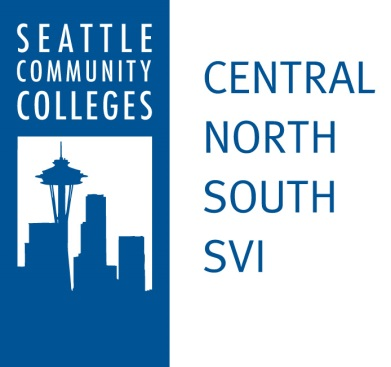 SEATTLE
COMMUNITY
COLLEGES
CENTRAL
NORTH
SOUTH
SVI